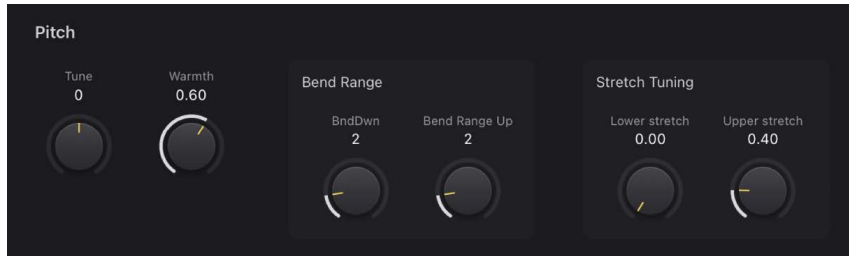 Pitch
Tune
0
Warmth
0.60
Bend Range
BndDwn
2
Bend Range Up
2
Stretch Tuning
Lower stretch
0.00
Upper stretch
0.40